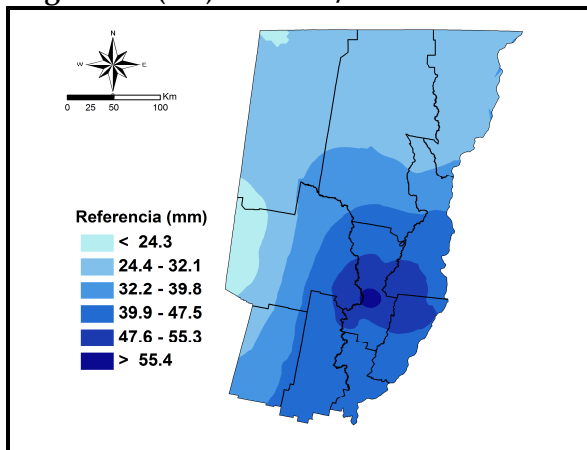 N
W E
S
Km
0 25 50 100
Referencia (mm)
< 24.3
24.4 - 32.1
32.2 - 39.8
39.9 - 47.5
47.6 - 55.3
> 55.4